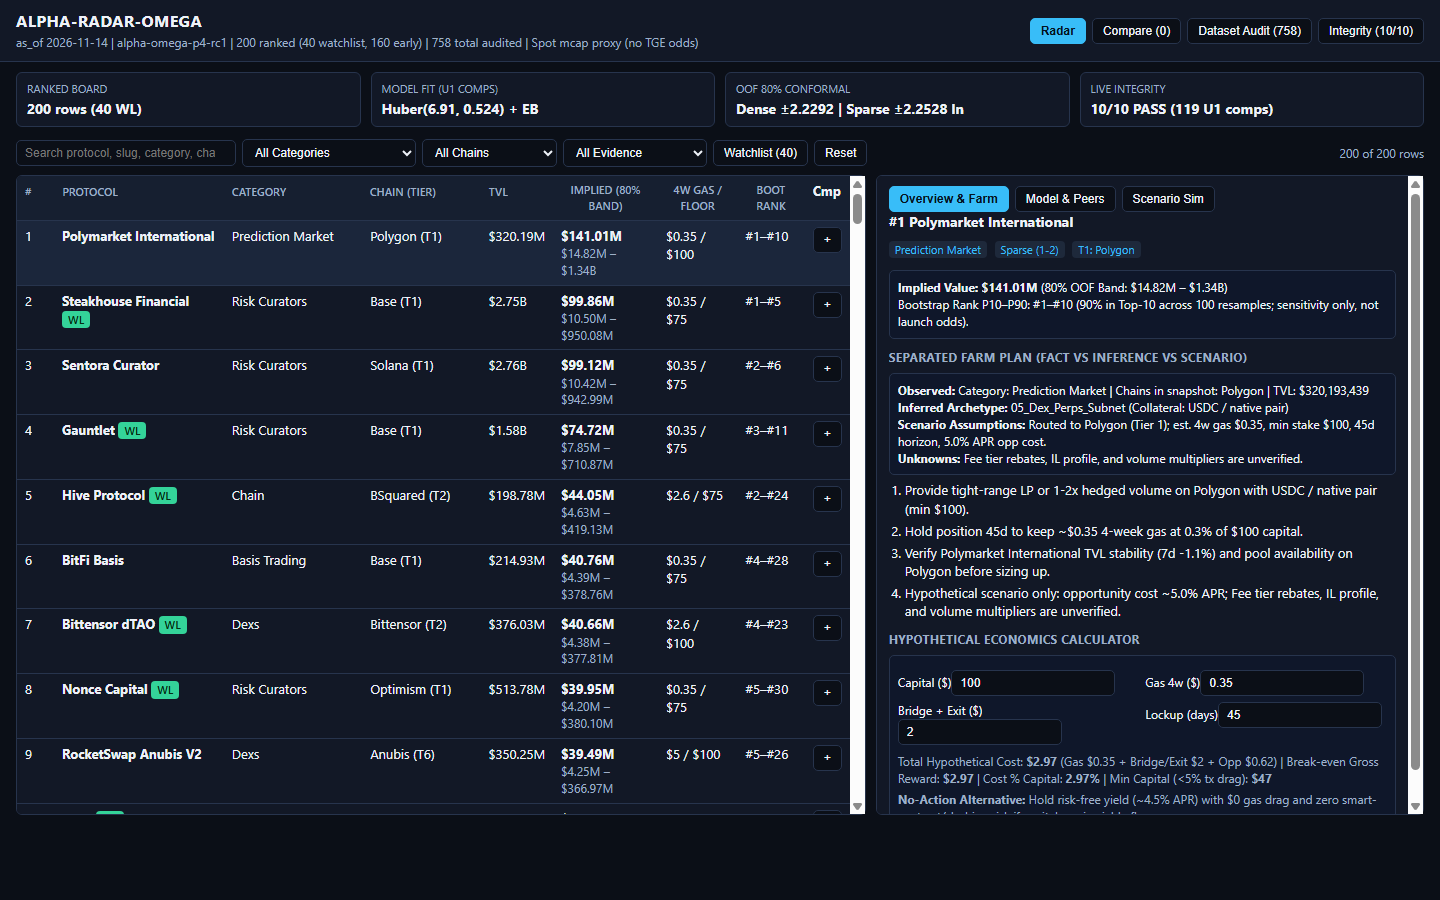 ALPHA-RADAR-OMEGA
as_of 2026-11-14 | alpha-omega-p4-rc1 | 200 ranked (40 watchlist, 160 early) | 758 total audited | Spot mcap proxy (no TGE odds)
Radar
Compare (0)
Dataset Audit (758)
Integrity (10/10)
RANKED BOARD
200 rows (40 WL)
MODEL FIT (U1 COMPS)
Huber(6.91, 0.524) + EB
OOF 80% CONFORMAL
Dense ±2.2292 | Sparse ±2.2528 ln
LIVE INTEGRITY
10/10 PASS (119 U1 comps)
Search protocol, slug, category, cha
All Categories
All Chains
All Evidence
Watchlist (40)
Reset
200 of 200 rows
# PROTOCOL CATEGORY CHAIN (TIER) TVL IMPLIED (80% BAND) 4W GAS / FLOOR BOOT RANK Cmp
1 Polymarket International Prediction Market Polygon (T1) $320.19M $141.01M $0.35 / #1–#10 +
$14.82M – $100
$1.34B
2 Steakhouse Financial Risk Curators Base (T1) $2.75B $99.86M $0.35 / #1–#5 +
WL $10.50M – $75
$950.08M
3 Sentora Curator Risk Curators Solana (T1) $2.76B $99.12M $0.35 / #2–#6 +
$10.42M – $75
$942.99M
4 Gauntlet WL Risk Curators Base (T1) $1.58B $74.72M $0.35 / #3–#11 +
$7.85M – $75
$710.87M
5 Hive Protocol WL Chain BSquared (T2) $198.78M $44.05M $2.6 / $75 #2–#24 +
$4.63M –
$419.13M
6 BitFi Basis Basis Trading Base (T1) $214.93M $40.76M $0.35 / #4–#28 +
$4.39M – $75
$378.76M
7 Bittensor dTAO WL Dexs Bittensor (T2) $376.03M $40.66M $2.6 / #4–#23 +
$4.38M – $100
$377.81M
8 Nonce Capital WL Risk Curators Optimism (T1) $513.78M $39.95M $0.35 / #5–#30 +
$4.20M – $75
$380.10M
9 RocketSwap Anubis V2 Dexs Anubis (T6) $350.25M $39.49M $5 / $100 #5–#26 +
$4.25M –
$366.97M
Overview & Farm
Model & Peers
Scenario Sim
#1 Polymarket International
Prediction Market
Sparse (1-2)
T1: Polygon
Implied Value: $141.01M (80% OOF Band: $14.82M – $1.34B)
Bootstrap Rank P10–P90: #1–#10 (90% in Top-10 across 100 resamples; sensitivity only, not
launch odds).
SEPARATED FARM PLAN (FACT VS INFERENCE VS SCENARIO)
Observed: Category: Prediction Market | Chains in snapshot: Polygon | TVL: $320,193,439
Inferred Archetype: 05_Dex_Perps_Subnet (Collateral: USDC / native pair)
Scenario Assumptions: Routed to Polygon (Tier 1); est. 4w gas $0.35, min stake $100, 45d
horizon, 5.0% APR opp cost.
Unknowns: Fee tier rebates, IL profile, and volume multipliers are unverified.
1. Provide tight-range LP or 1-2x hedged volume on Polygon with USDC / native pair
(min $100).
2. Hold position 45d to keep ~$0.35 4-week gas at 0.3% of $100 capital.
3. Verify Polymarket International TVL stability (7d -1.1%) and pool availability on
Polygon before sizing up.
4. Hypothetical scenario only: opportunity cost ~5.0% APR; Fee tier rebates, IL profile,
and volume multipliers are unverified.
HYPOTHETICAL ECONOMICS CALCULATOR
Capital ($) 100
Gas 4w ($) 0.35
Bridge + Exit ($)
2
Lockup (days) 45
Total Hypothetical Cost: $2.97 (Gas $0.35 + Bridge/Exit $2 + Opp $0.62) | Break-even Gross
Reward: $2.97 | Cost % Capital: 2.97% | Min Capital (<5% tx drag): $47
No-Action Alternative: Hold risk-free yield (~4.5% APR) with $0 gas drag and zero smart-